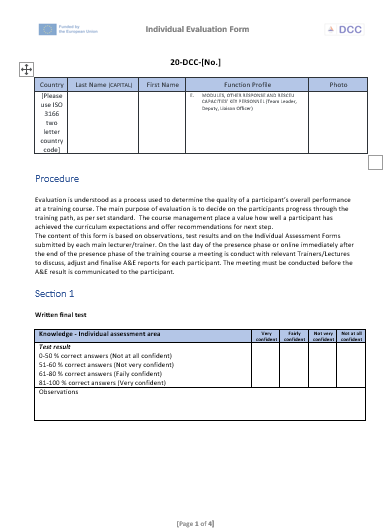 Funded by
the European Union
Individual Evaluation Form
DCC
20-DCC-[No.]
Country Last Name (CAPITAL) First Name Function Profile Photo
[Please
use ISO
3166
two
letter
country
code]
MODULES, OTHER RESPONSE AND RESCEU
CAPACITIES' KEY PERSONNEL (Team Leader,
Deputy, Liaison Officer)
Procedure
Evaluation is understood as a process used to determine the quality of a participant's overall performance
at a training course. The main purpose of evaluation is to decide on the participants progress through the
training path, as per set standard. The course management place a value how well a participant has
achieved the curriculum expectations and offer recommendations for next step.
The content of this form is based on observations, test results and on the Individual Assessment Forms
submitted by each main lecturer/trainer. On the last day of the presence phase or online immediately after
the end of the presence phase of the training course a meeting is conduct with relevant Trainers/Lectures
to discuss, adjust and finalise A&E reports for each participant. The meeting must be conducted before the
A&E result is communicated to the participant.
Section 1
Written final test
Knowledge - Individual assessment area Very confident Fairly confident Not very confident Not at all confident
Test result
0-50 % correct answers (Not at all confident)
51-60 % correct answers (Not very confident)
61-80 % correct answers (Faily confident)
81-100 % correct answers (Very confident)
Observations
[Page 1 of 4]